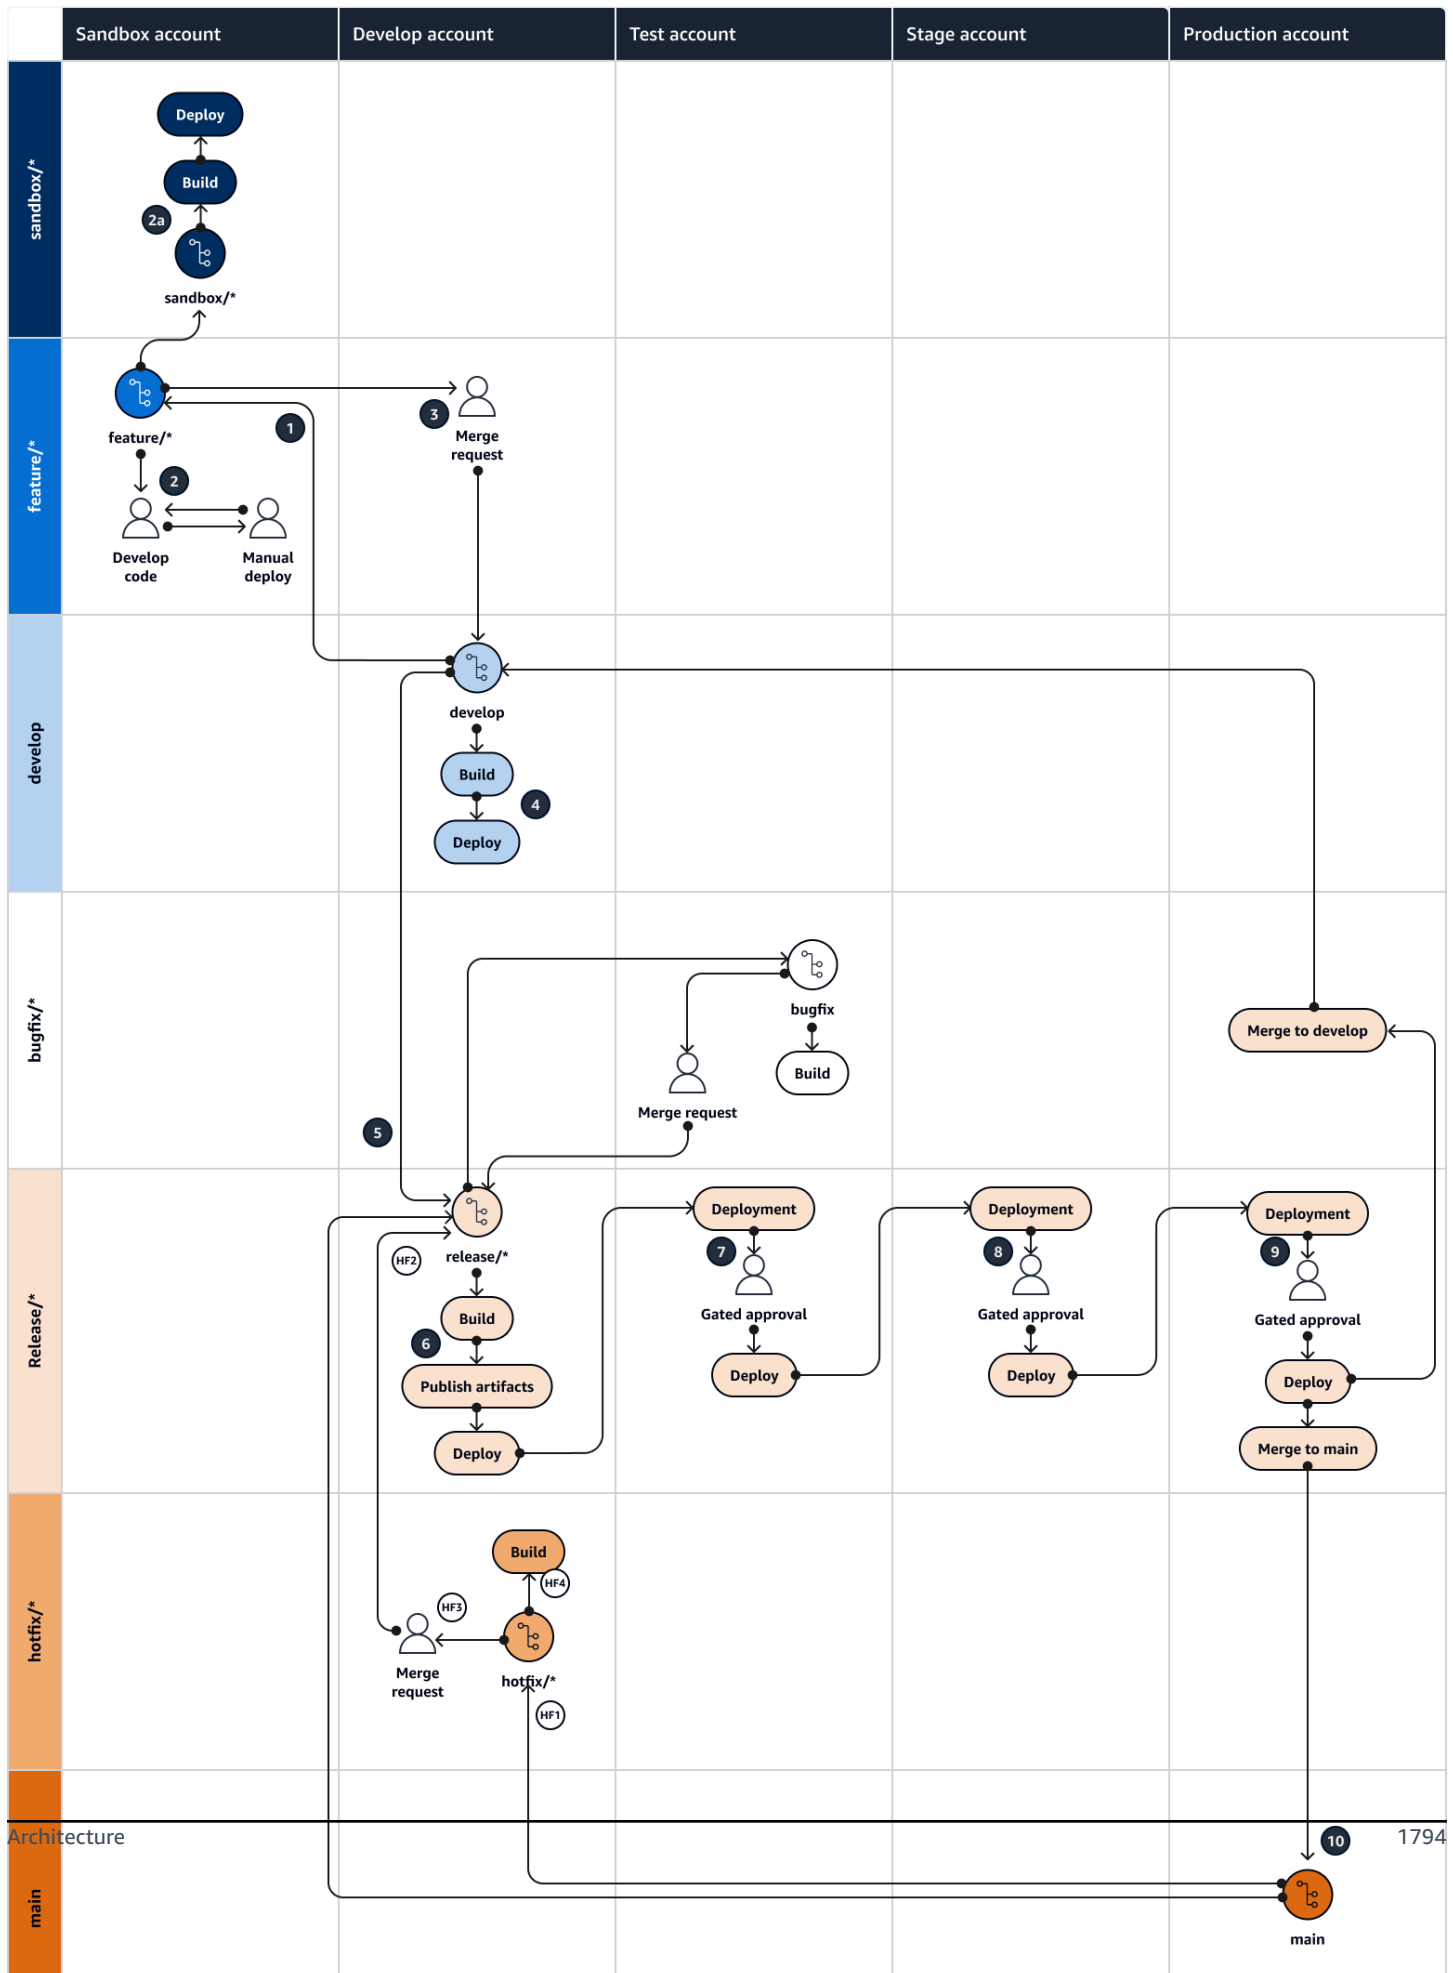 Sandbox account
Develop account
Test account
Stage account
Production account
sandbox/*
Deploy
Build
2a
sandbox/*
feature/*
feature/*
1
3
Merge
request
2
Develop
code
Manual
deploy
develop
develop
Build
4
Deploy
bugfix/*
bugfix
Build
Merge request
Merge to develop
5
Release/*
HF2
release/*
Build
6
Publish artifacts
Deploy
Deployment
7
Gated approval
Deploy
Deployment
8
Gated approval
Deploy
Deployment
9
Gated approval
Deploy
Merge to main
hotfix/*
Build
HF4
HF3
Merge
request
hotfix/*
HF1
main
Architecture
1794
10
main